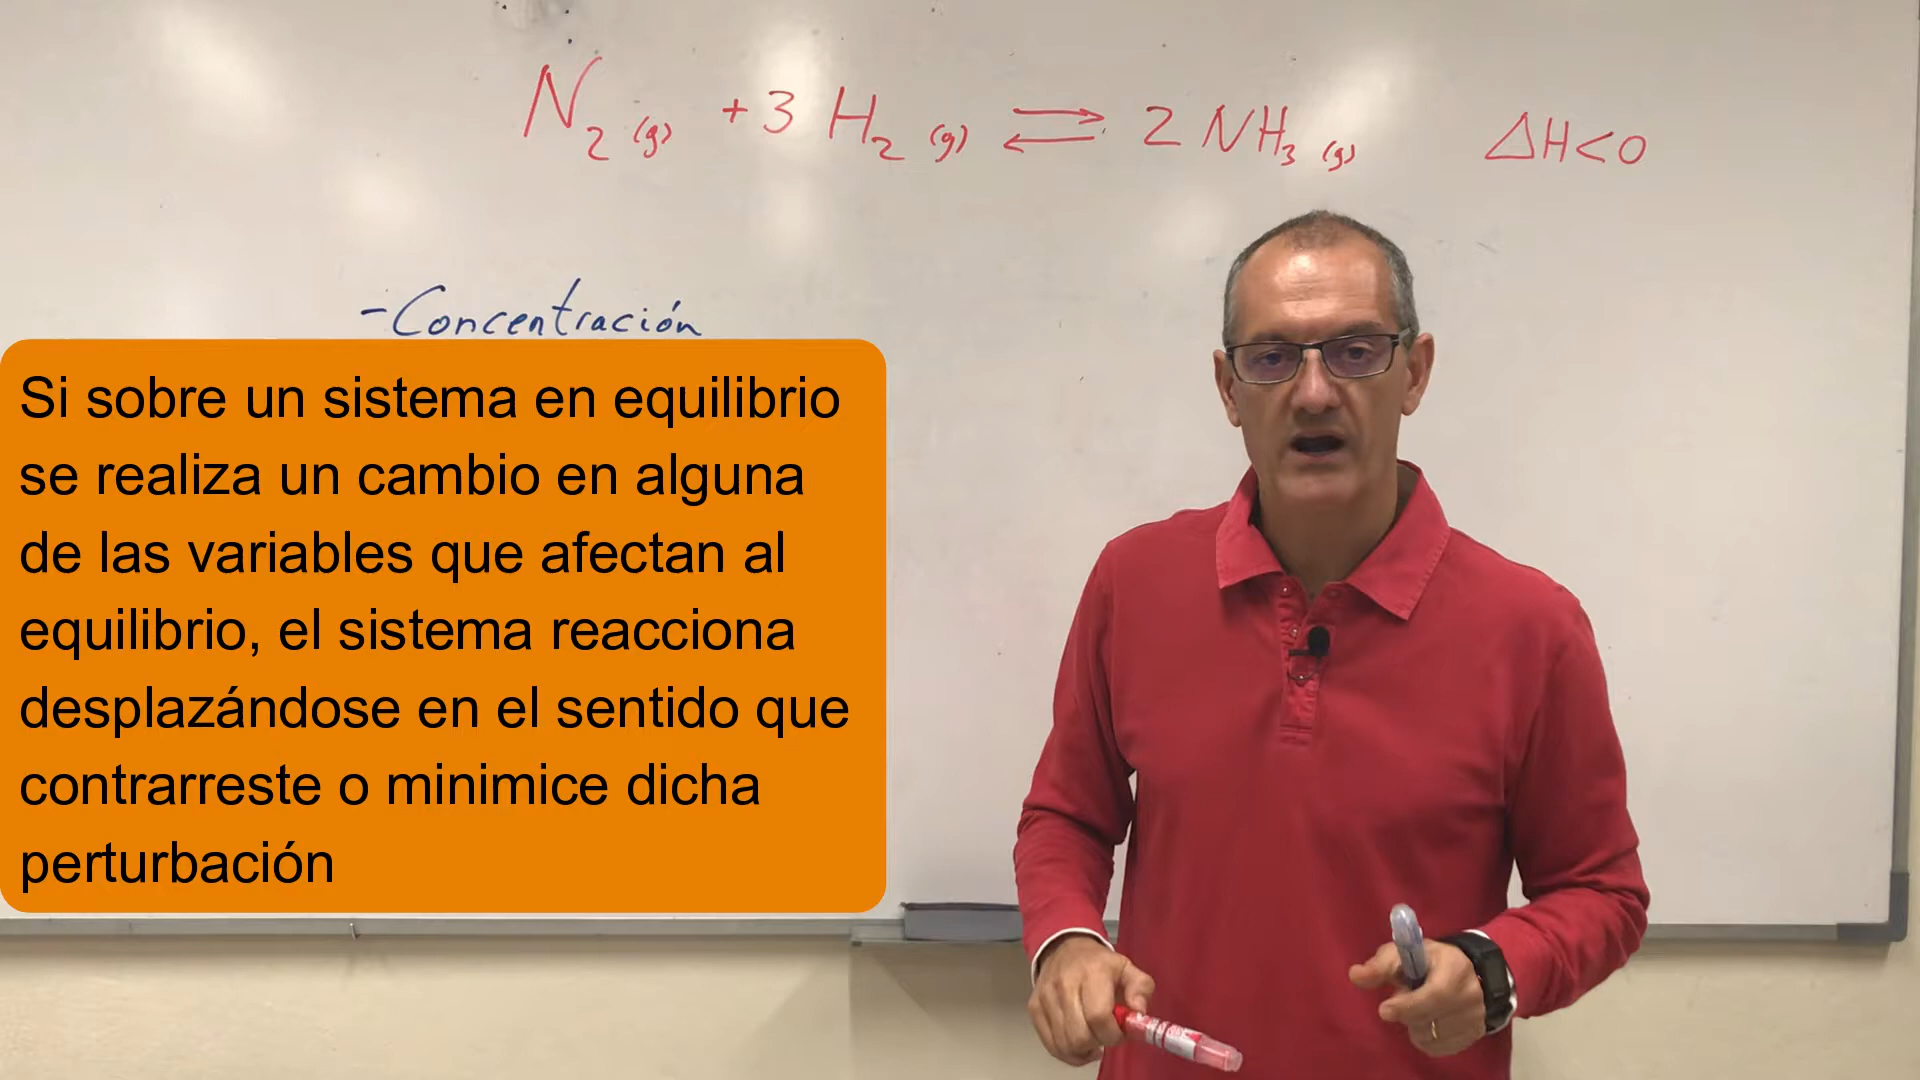 N₂ (g) + 3 H₂ (g) ⇌ 2 NH₃ (g) ΔH<0
-Concentración
Si sobre un sistema en equilibrio
se realiza un cambio en alguna
de las variables que afectan al
equilibrio, el sistema reacciona
desplazándose en el sentido que
contrarreste o minimice dicha
perturbación